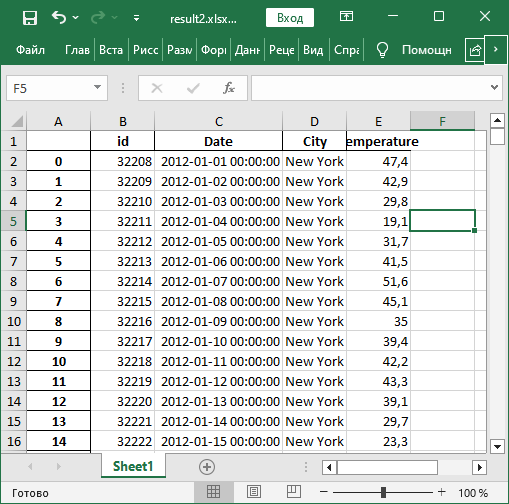 result2.xlsx... Вход
Файл Глав Вста Рисс Разм Форм Данн Реце Вид Спра Помощн
F5 fx
A B C D E F
1 id Date City emperature
2 0 32208 2012-01-01 00:00:00 New York 47,4
3 1 32209 2012-01-02 00:00:00 New York 42,9
4 2 32210 2012-01-03 00:00:00 New York 29,8
5 3 32211 2012-01-04 00:00:00 New York 19,1
6 4 32212 2012-01-05 00:00:00 New York 31,7
7 5 32213 2012-01-06 00:00:00 New York 41,5
8 6 32214 2012-01-07 00:00:00 New York 51,6
9 7 32215 2012-01-08 00:00:00 New York 45,1
10 8 32216 2012-01-09 00:00:00 New York 35
11 9 32217 2012-01-10 00:00:00 New York 39,4
12 10 32218 2012-01-11 00:00:00 New York 42,2
13 11 32219 2012-01-12 00:00:00 New York 43,3
14 12 32220 2012-01-13 00:00:00 New York 39,1
15 13 32221 2012-01-14 00:00:00 New York 29,7
16 14 32222 2012-01-15 00:00:00 New York 23,3
Sheet1
Готово 100 %